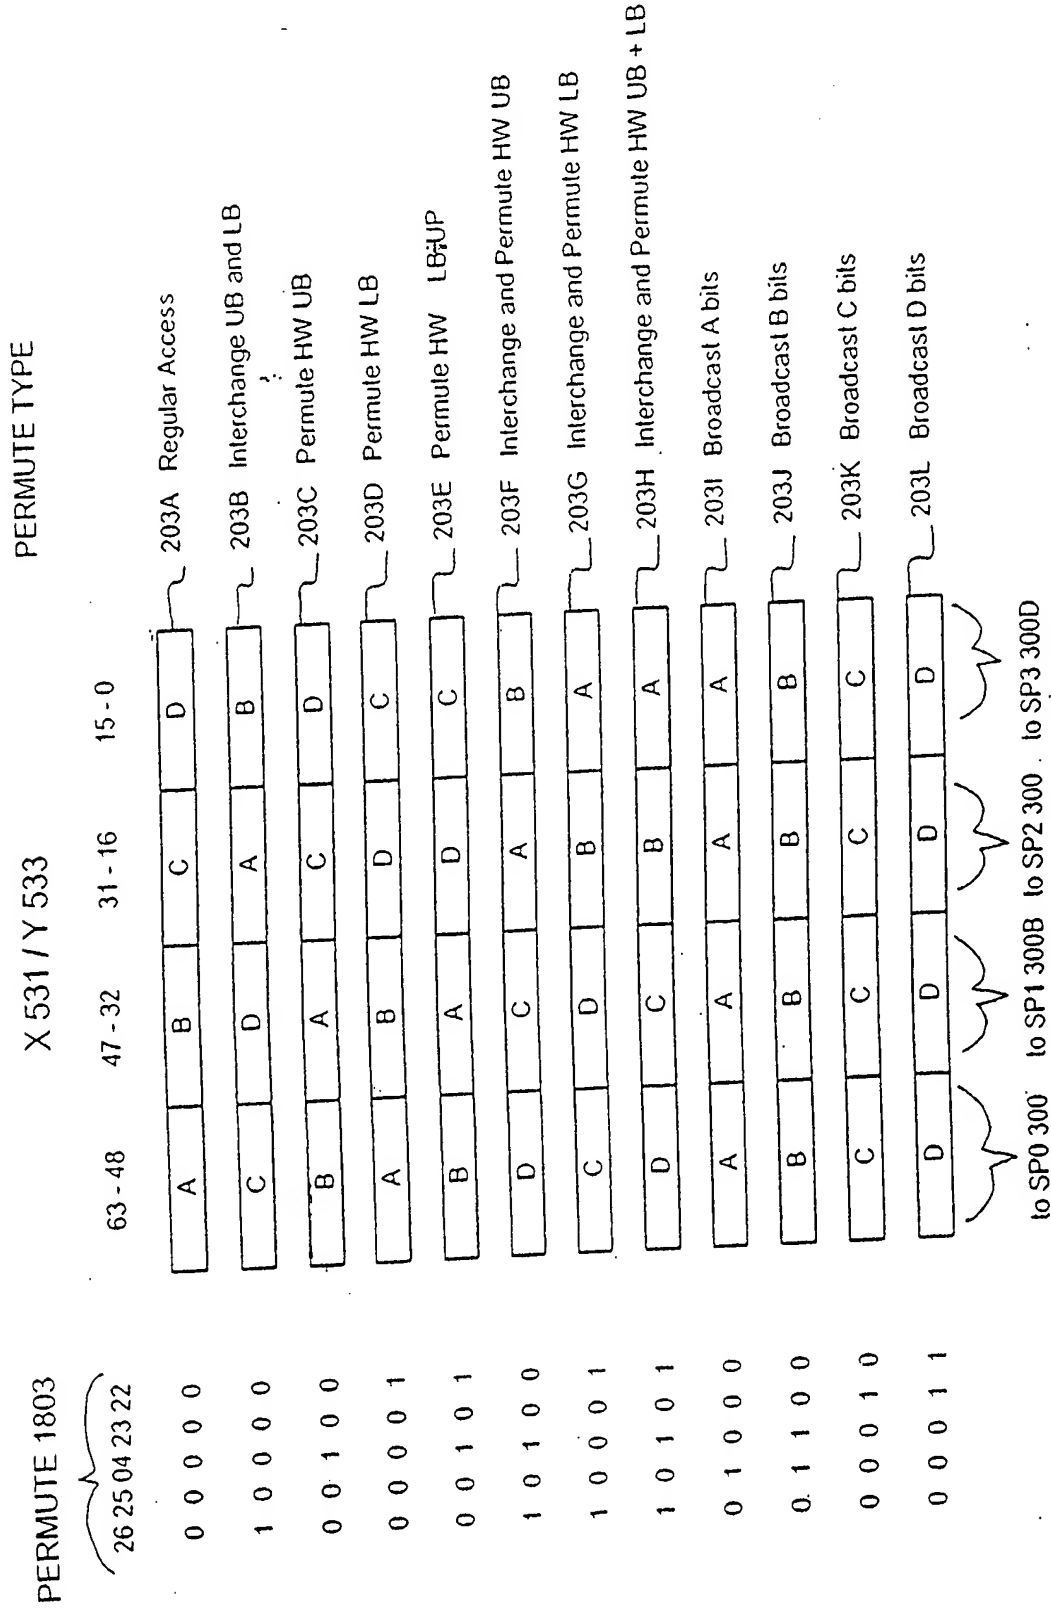 PERMUTE 1803 X 531 / Y 533 PERMUTE TYPE
26 25 04 23 22 63 - 48 47 - 32 31 - 16 15 - 0
0 0 0 0 0 A B C D 203A Regular Access
1 0 0 0 0 C D A B 203B Interchange UB and LB
0 0 1 0 0 B A C D 203C Permute HW UB
0 0 0 0 1 A B D C 203D Permute HW LB
0 0 1 0 1 B A D C 203E Permute HW LB+UP
1 0 1 0 0 D C A B 203F Interchange and Permute HW UB
1 0 0 0 1 C D B A 203G Interchange and Permute HW LB
1 0 1 0 1 D C B A 203H Interchange and Permute HW UB + LB
0 1 0 0 0 A A A A 203I Broadcast A bits
0 1 1 0 0 B B B B 203J Broadcast B bits
0 0 0 1 0 C C C C 203K Broadcast C bits
0 0 0 1 1 D D D D 203L Broadcast D bits
to SP0 300 to SP1 300B to SP2 300 to SP3 300D